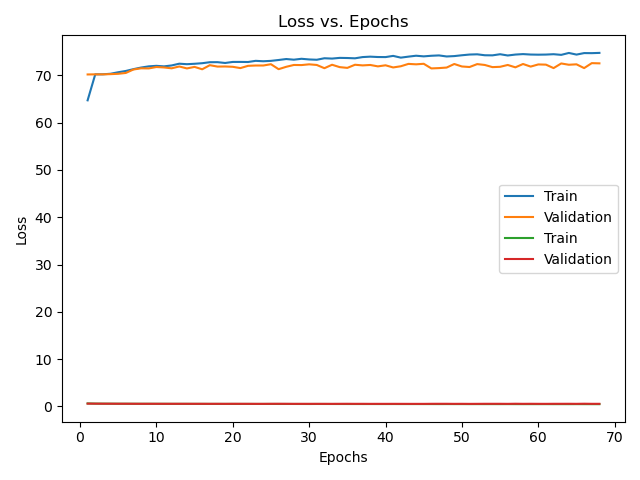 Loss vs. Epochs
Loss
70
60
50
40
30
20
10
0
Train
Validation
Train
Validation
0 10 20 30 40 50 60 70
Epochs